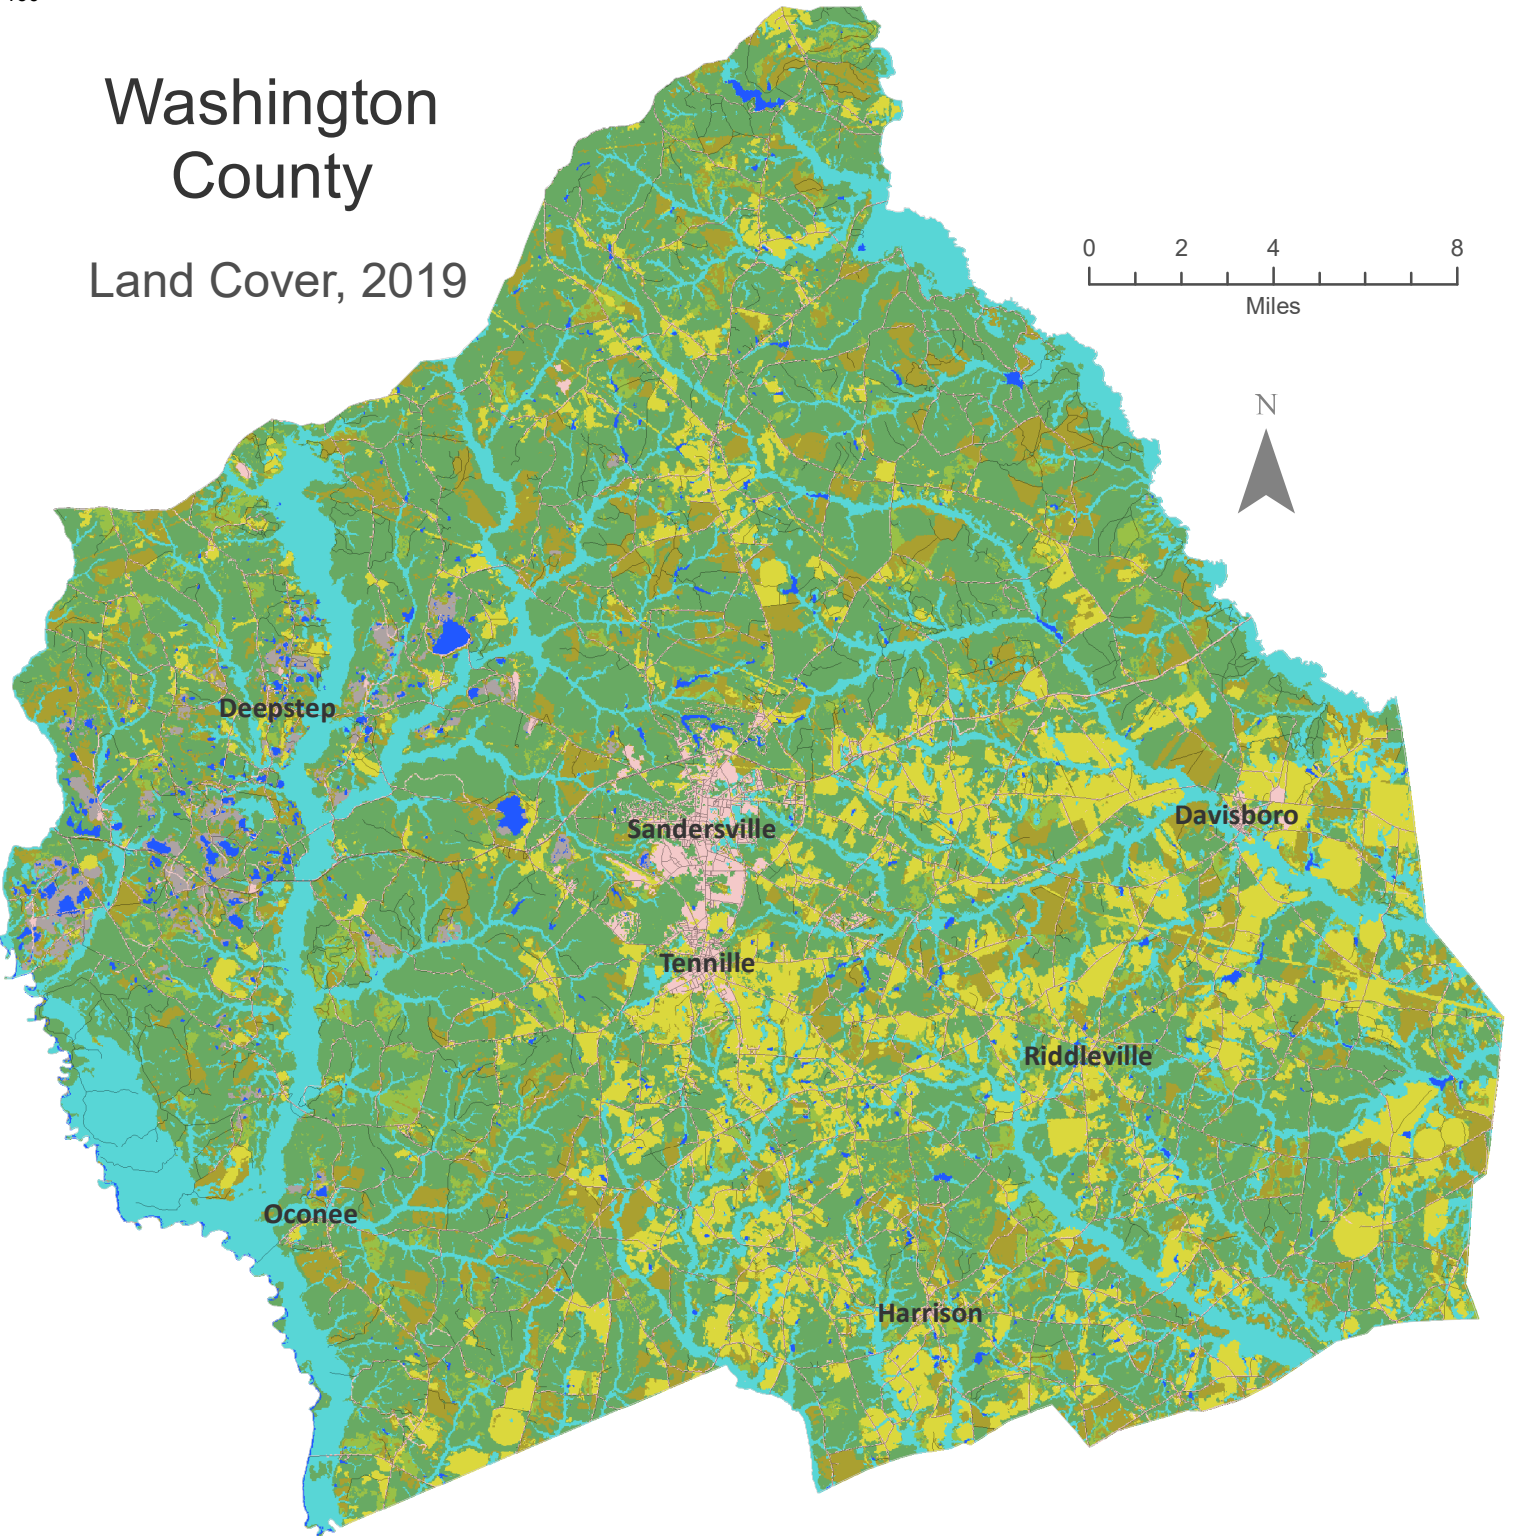 Washington
County
Land Cover, 2019
0 2 4 8
Miles
N
Deepstep
Sandersville
Davisboro
Tennille
Riddleville
Oconee
Harrison